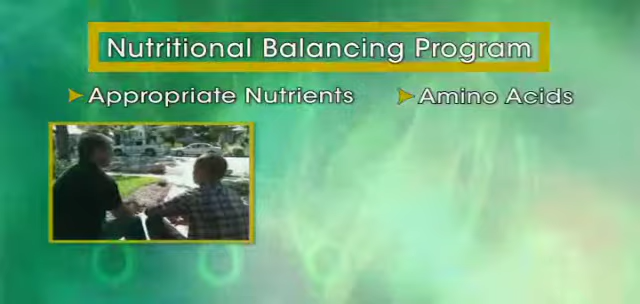 Nutritional Balancing Program
Appropriate Nutrients
Amino Acids